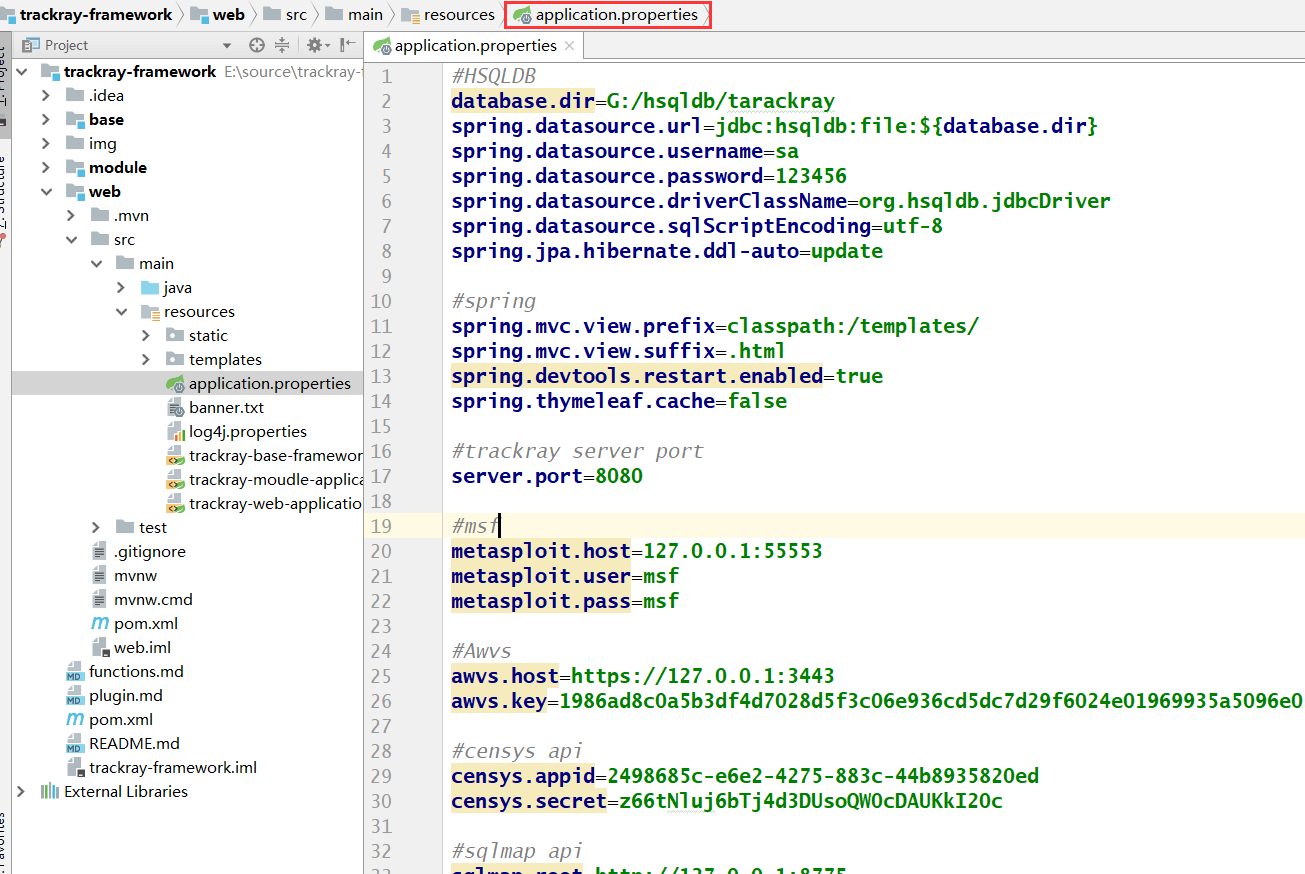 trackray-framework web src main resources application.properties
Project
application.properties
1: Project
Z: Structure
trackray-framework E:\source\trackray-f
.idea
base
img
module
web
.mvn
src
main
java
resources
static
templates
application.properties
banner.txt
log4j.properties
trackray-base-framewor
trackray-moudle-applica
trackray-web-applicatio
test
.gitignore
mvnw
mvnw.cmd
pom.xml
web.iml
functions.md
plugin.md
pom.xml
README.md
trackray-framework.iml
External Libraries
1 #HSQLDB
2 database.dir=G:/hsqldb/tarackray
3 spring.datasource.url=jdbc:hsqldb:file:${database.dir}
4 spring.datasource.username=sa
5 spring.datasource.password=123456
6 spring.datasource.driverClassName=org.hsqldb.jdbcDriver
7 spring.datasource.sqlScriptEncoding=utf-8
8 spring.jpa.hibernate.ddl-auto=update
9
10 #spring
11 spring.mvc.view.prefix=classpath:/templates/
12 spring.mvc.view.suffix=.html
13 spring.devtools.restart.enabled=true
14 spring.thymeleaf.cache=false
15
16 #trackray server port
17 server.port=8080
18
19 #msf
20 metasploit.host=127.0.0.1:55553
21 metasploit.user=msf
22 metasploit.pass=msf
23
24 #Awvs
25 awvs.host=https://127.0.0.1:3443
26 awvs.key=1986ad8c0a5b3df4d7028d5f3c06e936cd5dc7d29f6024e01969935a5096e0
27
28 #censys api
29 censys.appid=2498685c-e6e2-4275-883c-44b8935820ed
30 censys.secret=z66tNluj6bTj4d3DUsoQW0cDAUKkI20c
31
32 #sqlmap api
33 sqlmap.root=http://127.0.0.1:8775